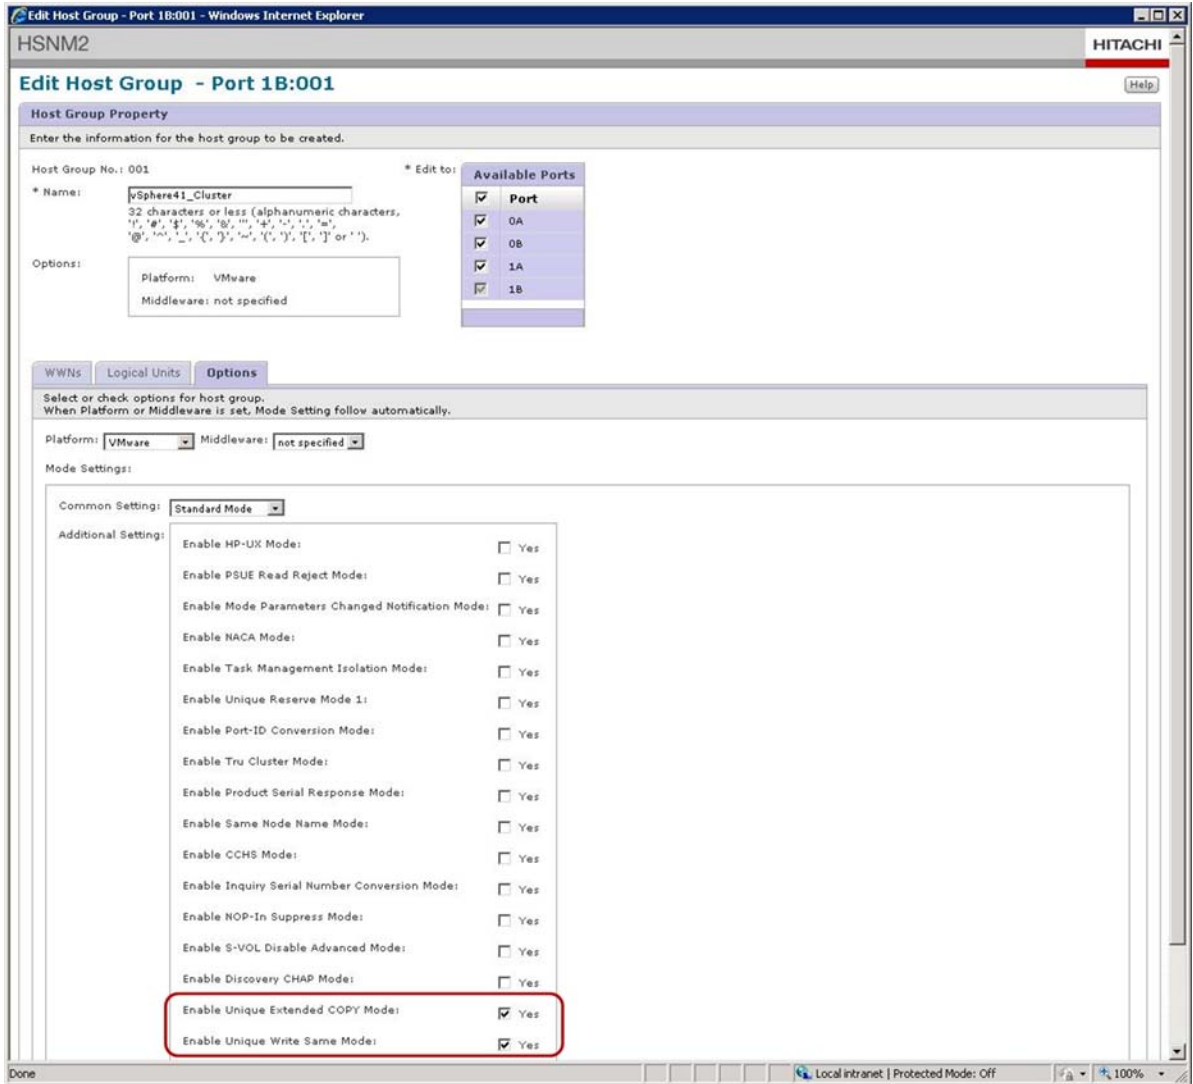 Edit Host Group - Port 1B:001 - Windows Internet Explorer
HSNM2
HITACHI
Edit Host Group - Port 1B:001
Help
Host Group Property
Enter the information for the host group to be created.
Host Group No.: 001
* Edit to:
Available Ports
* Name:
vSphere41_Cluster
Port
32 characters or less (alphanumeric characters,
'!', '#', '$', '%', '&', ''', '+', '-', '.', '=',
'@', '^', '_', '{', '}', '~', '(', ')', '[', ']' or ' ').
0A
0B
1A
1B
Options:
Platform: VMware
Middleware: not specified
WWNs
Logical Units
Options
Select or check options for host group.
When Platform or Middleware is set, Mode Setting follow automatically.
Platform: VMware Middleware: not specified
Mode Settings:
Common Setting: Standard Mode
Additional Setting:
Enable HP-UX Mode: Yes
Enable PSUE Read Reject Mode: Yes
Enable Mode Parameters Changed Notification Mode: Yes
Enable NACA Mode: Yes
Enable Task Management Isolation Mode: Yes
Enable Unique Reserve Mode 1: Yes
Enable Port-ID Conversion Mode: Yes
Enable Tru Cluster Mode: Yes
Enable Product Serial Response Mode: Yes
Enable Same Node Name Mode: Yes
Enable CCHS Mode: Yes
Enable Inquiry Serial Number Conversion Mode: Yes
Enable NOP-In Suppress Mode: Yes
Enable S-VOL Disable Advanced Mode: Yes
Enable Discovery CHAP Mode: Yes
Enable Unique Extended COPY Mode: Yes
Enable Unique Write Same Mode: Yes
Done
Local intranet | Protected Mode: Off
100%